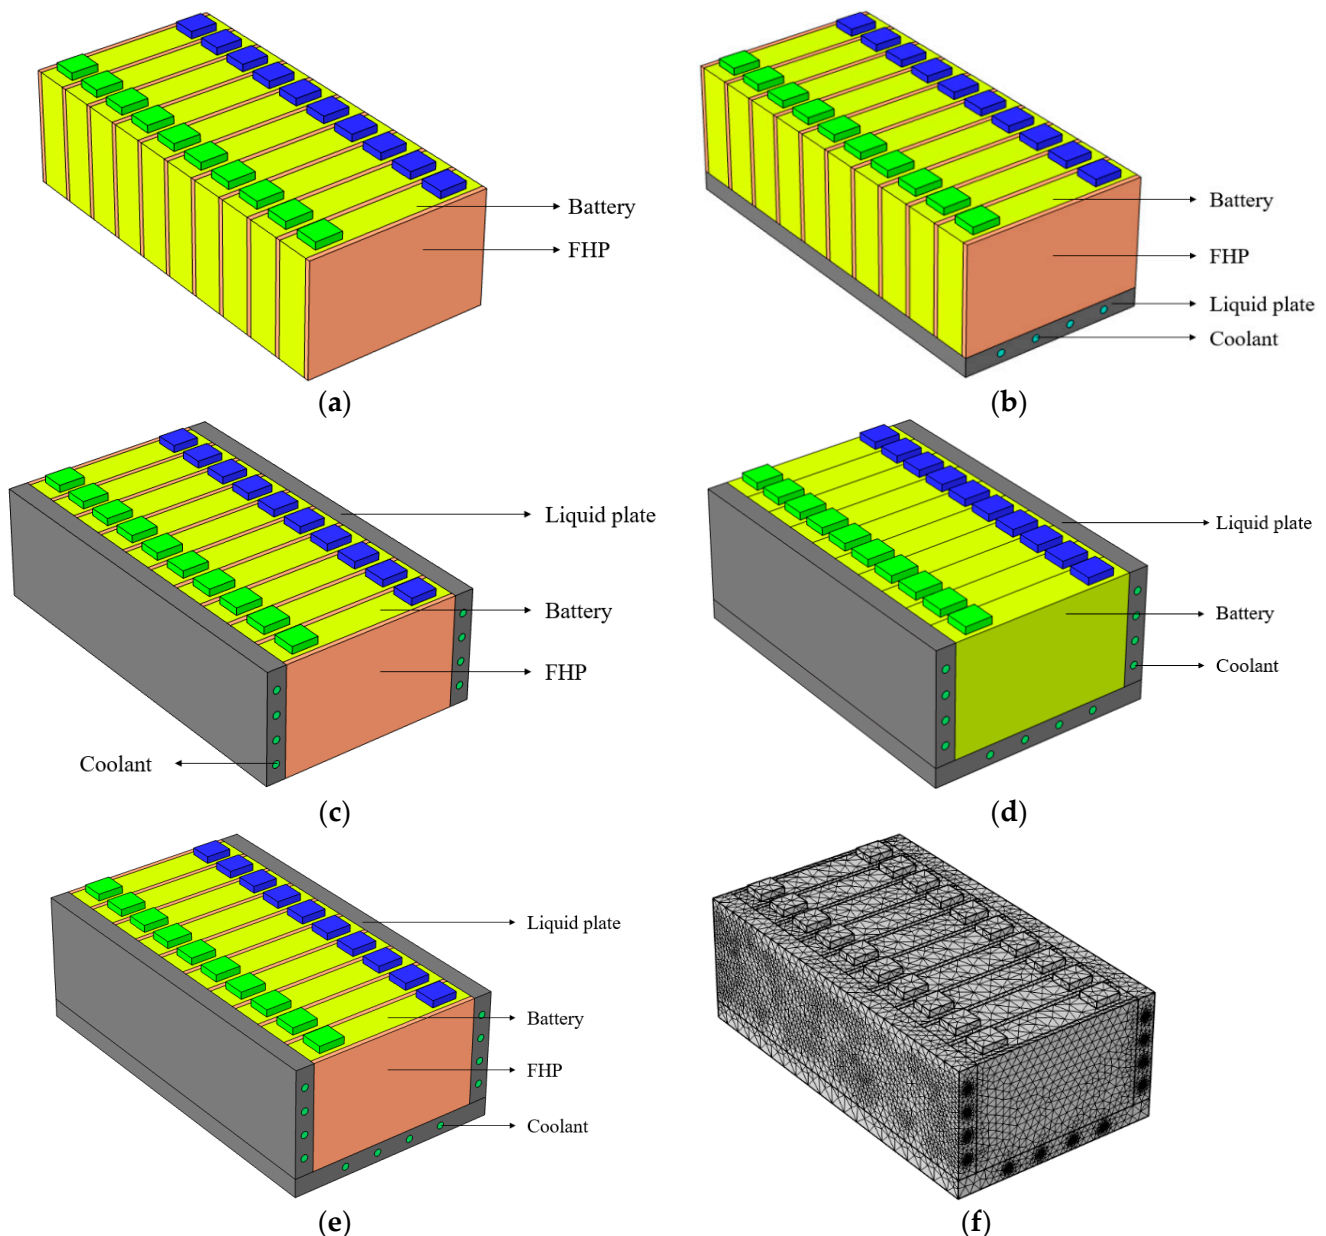 Battery
FHP
(a)
Battery
FHP
Liquid plate
Coolant
(b)
Liquid plate
Battery
FHP
Coolant
(c)
Liquid plate
Battery
Coolant
(d)
Liquid plate
Battery
FHP
Coolant
(e)
(f)